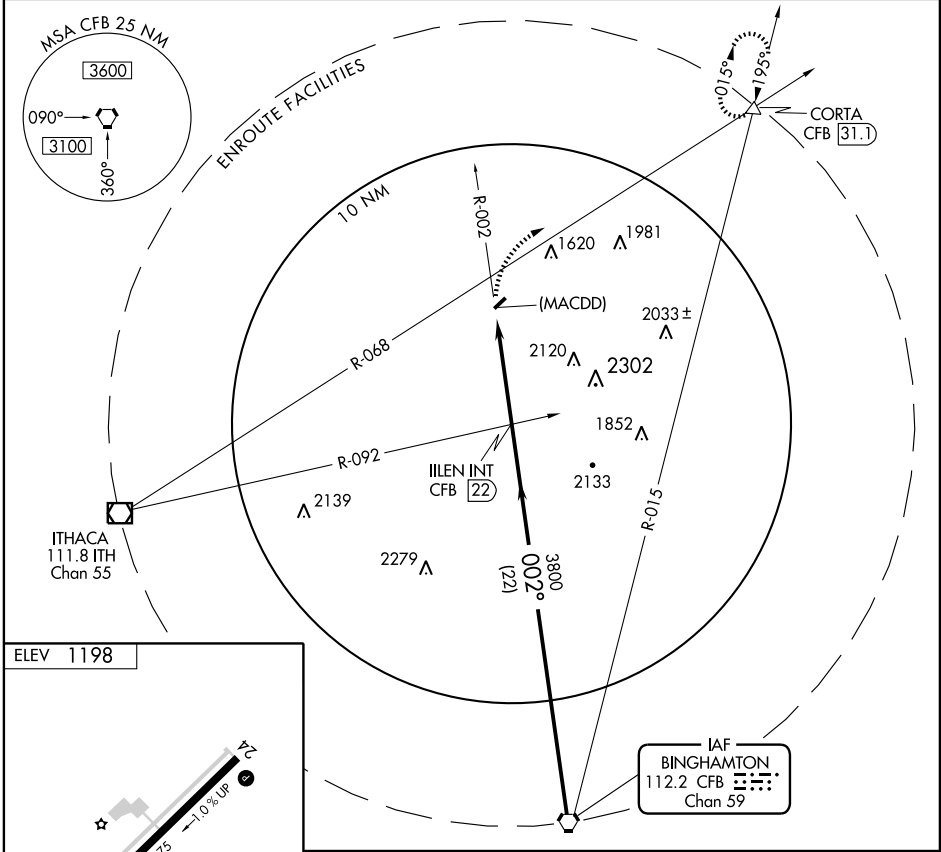 MSA CFB 25 NM
3600
090°
3100
360°
ENROUTE FACILITIES
10 NM
015°
195°
CORTA
CFB 31.1
R-002
1620
1981
(MACDD)
2033±
R-068
2120
2302
1852
R-092
IILEN INT
CFB 22
2133
R-015
2139
ITHACA
111.8 ITH
Chan 55
2279
3800
002°
(22)
ELEV 1198
24
P
1.0% UP
75
IAF
BINGHAMTON
112.2 CFB
Chan 59